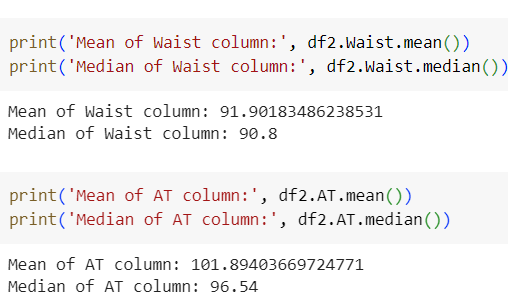 print('Mean of Waist column:', df2.Waist.mean())
print('Median of Waist column:', df2.Waist.median())
Mean of Waist column: 91.90183486238531
Median of Waist column: 90.8
print('Mean of AT column:', df2.AT.mean())
print('Median of AT column:', df2.AT.median())
Mean of AT column: 101.89403669724771
Median of AT column: 96.54